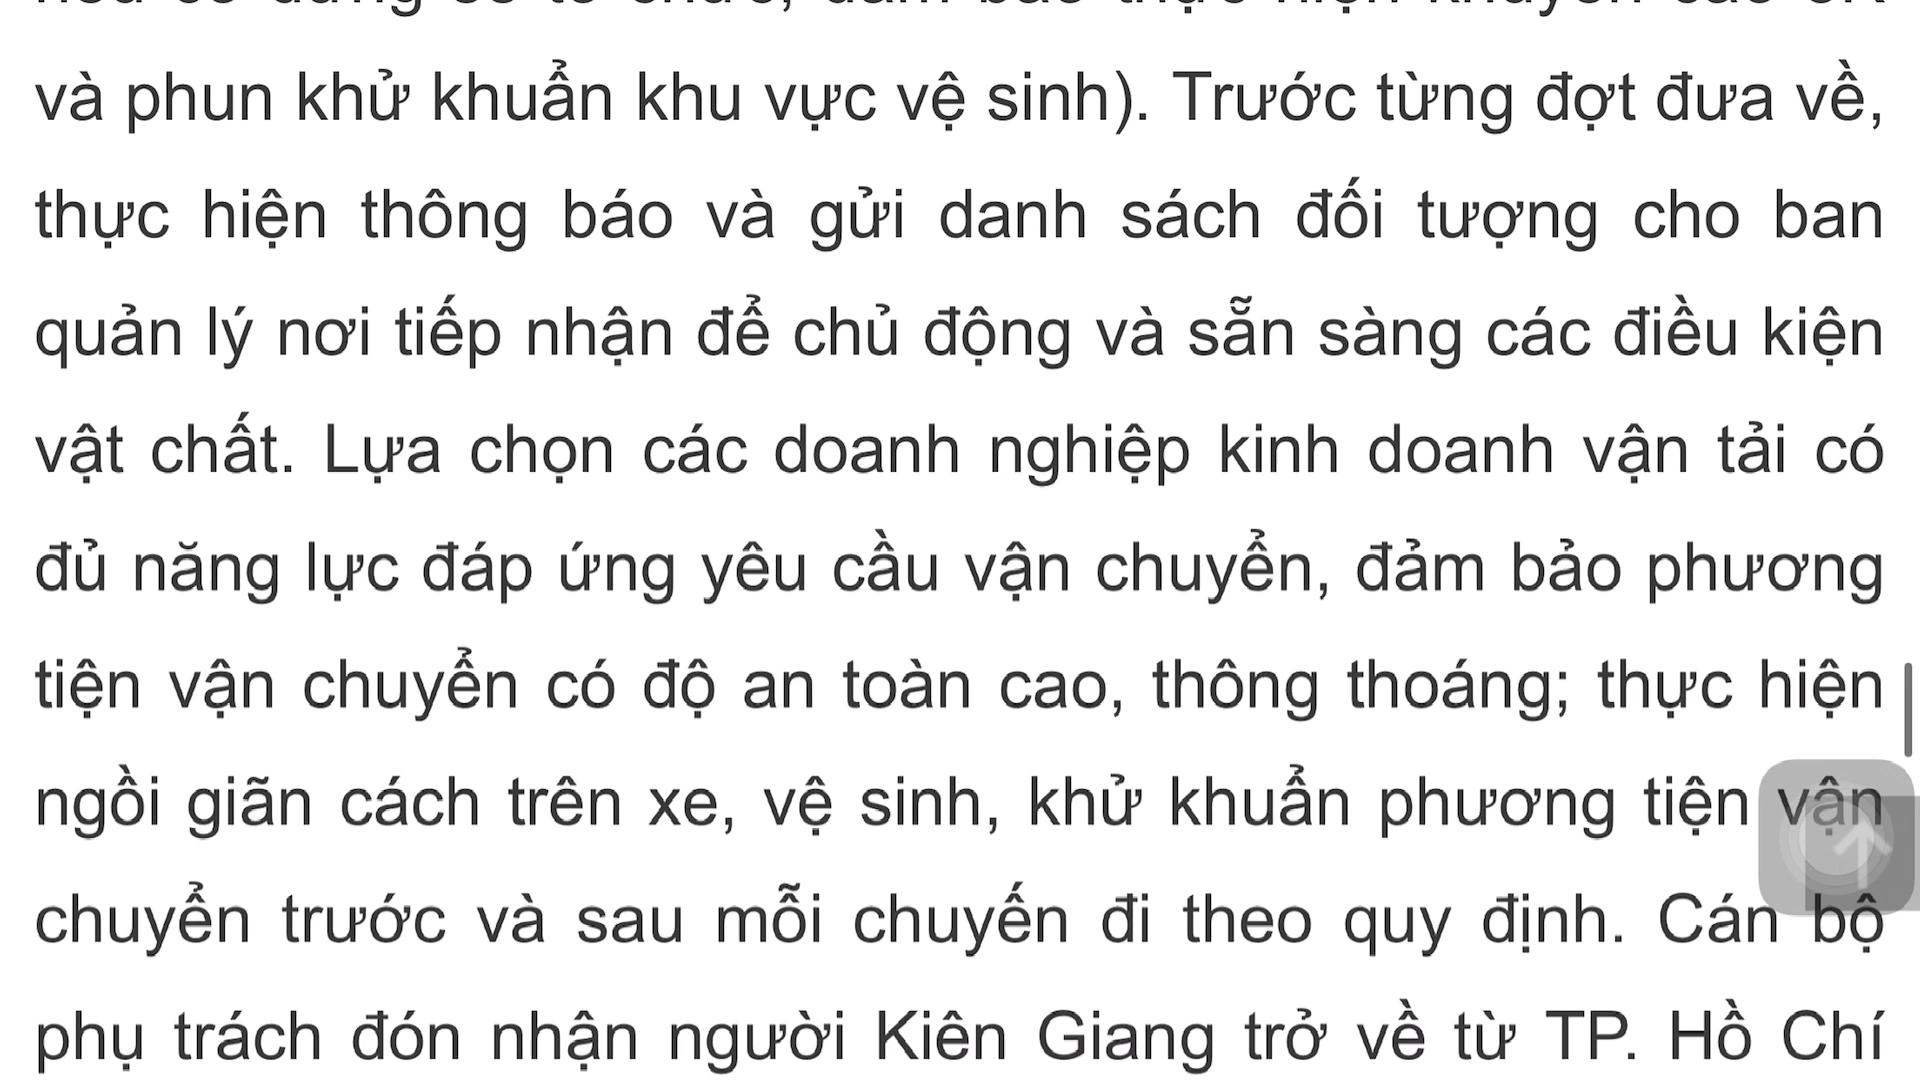 và phun khử khuẩn khu vực vệ sinh). Trước từng đợt đưa về,
thực hiện thông báo và gửi danh sách đối tượng cho ban
quản lý nơi tiếp nhận để chủ động và sẵn sàng các điều kiện
vật chất. Lựa chọn các doanh nghiệp kinh doanh vận tải có
đủ năng lực đáp ứng yêu cầu vận chuyển, đảm bảo phương
tiện vận chuyển có độ an toàn cao, thông thoáng; thực hiện
ngồi giãn cách trên xe, vệ sinh, khử khuẩn phương tiện vận
chuyển trước và sau mỗi chuyến đi theo quy định. Cán bộ
phụ trách đón nhận người Kiên Giang trở về từ TP. Hồ Chí